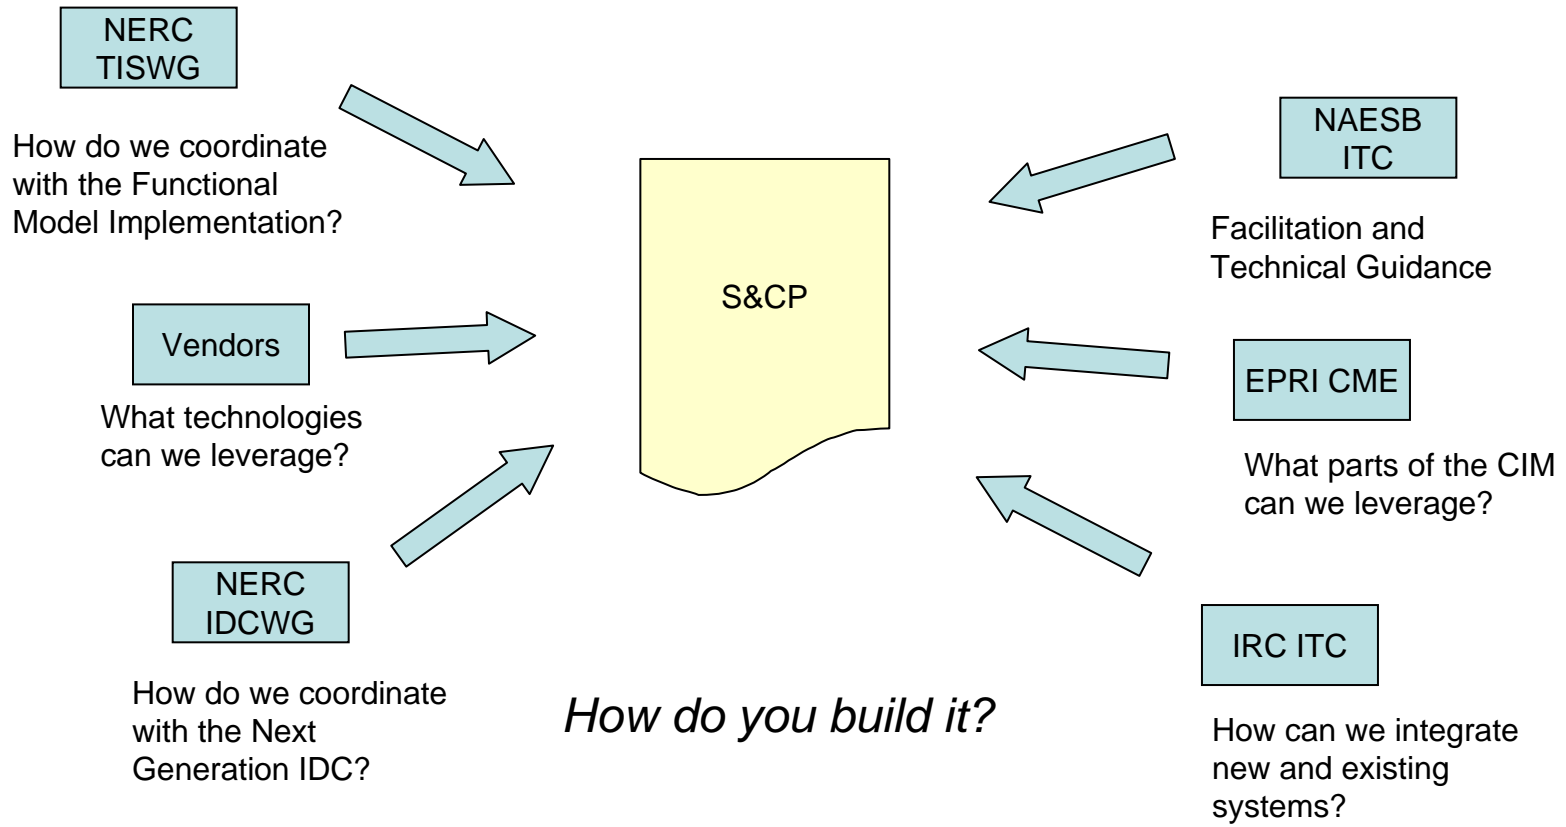 NERC
TISWG
How do we coordinate
with the Functional
Model Implementation?
Vendors
What technologies
can we leverage?
NERC
IDCWG
How do we coordinate
with the Next
Generation IDC?
S&CP
How do you build it?
NAESB
ITC
Facilitation and
Technical Guidance
EPRI CME
What parts of the CIM
can we leverage?
IRC ITC
How can we integrate
new and existing
systems?